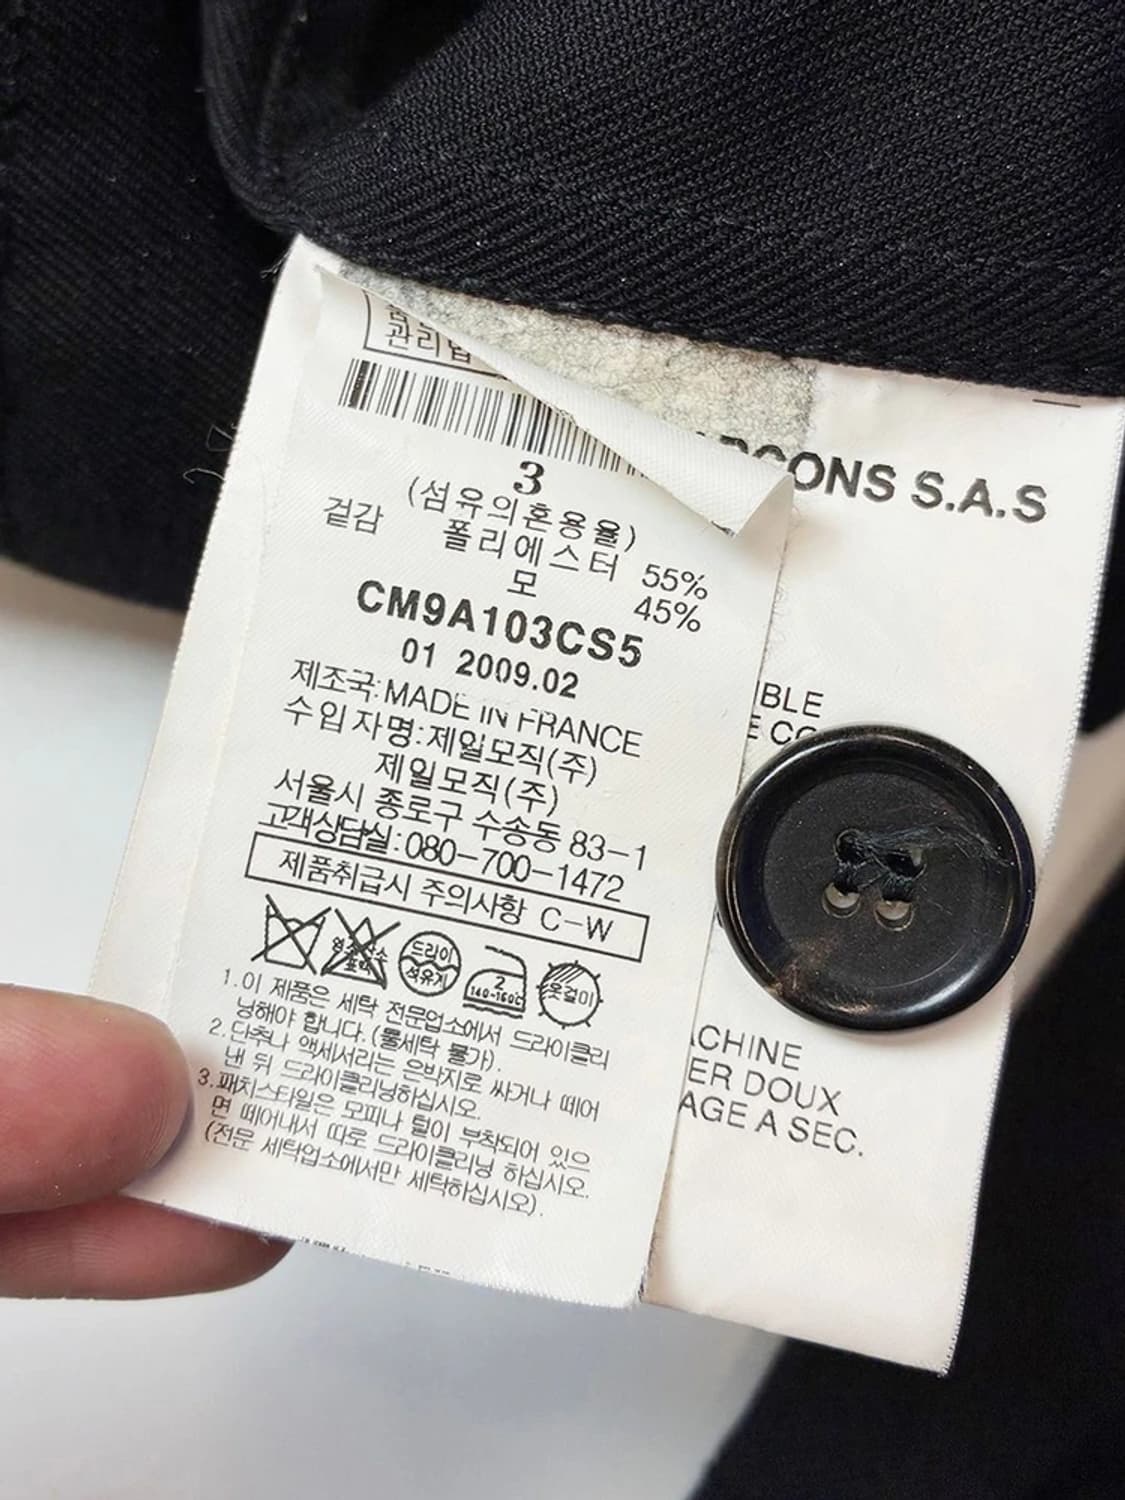 관리법
3
(섬유의혼용율)
겉감 폴리에스터 55%
모 45%
CM9A103CS5
01 2009.02
제조국:MADE IN FRANCE
수입자명:제일모직(주)
제일모직(주)
서울시 종로구 수송동 83-1
고객상담실:080-700-1472
제품취급시 주의사항 C-W
드라이
석유계
2
140-160℃
옷걸이
1.이 제품은 세탁 전문업소에서 드라이클리
닝해야 합니다.(물세탁 불가).
2.단추나 액세서리는 은박지로 싸거나 떼어
낸 뒤 드라이클리닝하십시오.
3.패치스타일은 모피나 털이 부착되어 있으
면 떼어내서 따로 드라이클리닝 하십시오.
(전문 세탁업소에서만 세탁하십시오).
RCONS S.A.S
BLE
E CO
ACHINE
ER DOUX
AGE A SEC.